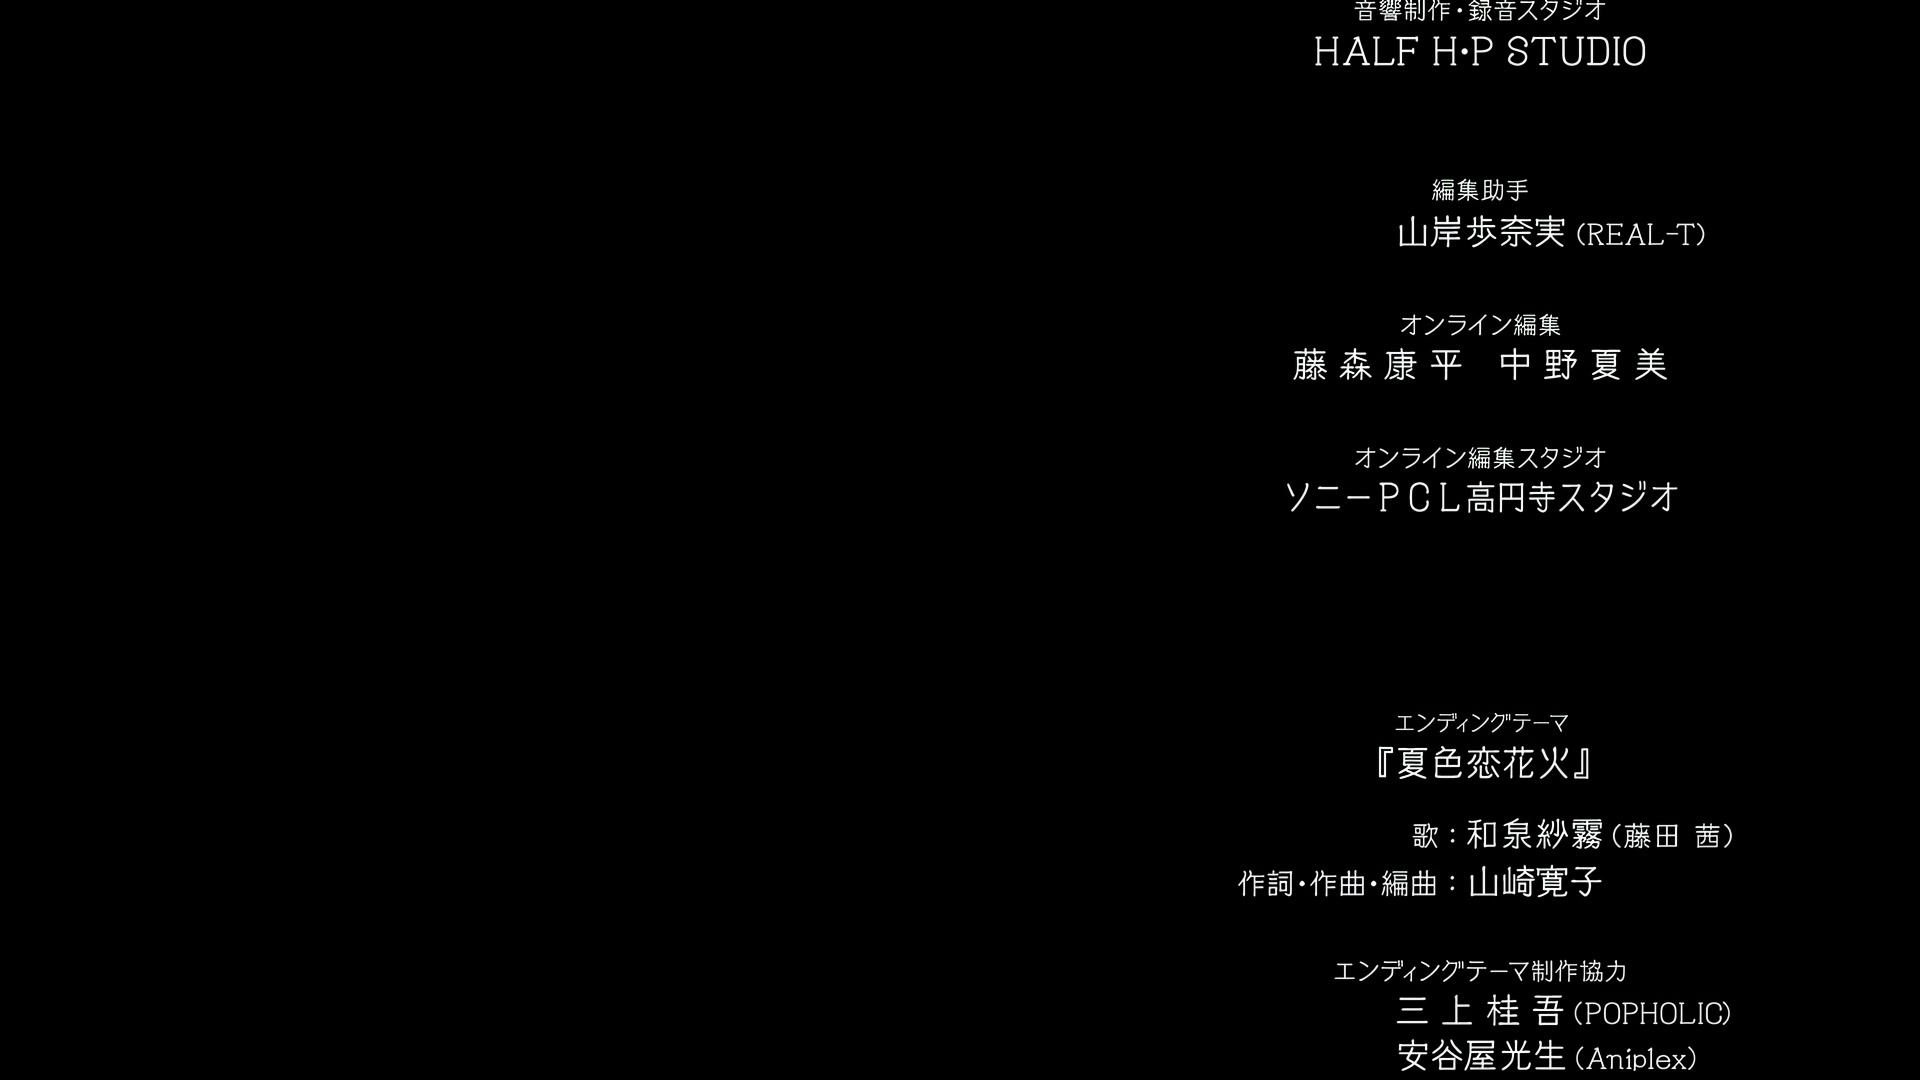 音響制作・録音スタジオ
HALF H・P STUDIO
編集助手
山岸歩奈実（REAL-T）
オンライン編集
藤森康平　中野夏美
オンライン編集スタジオ
ソニーＰＣＬ高円寺スタジオ
エンディングテーマ
『夏色恋花火』
歌：和泉紗霧（藤田 茜）
作詞・作曲・編曲：山崎寛子
エンディングテーマ制作協力
三上桂吾（POPHOLIC）
安谷屋光生（Aniplex）